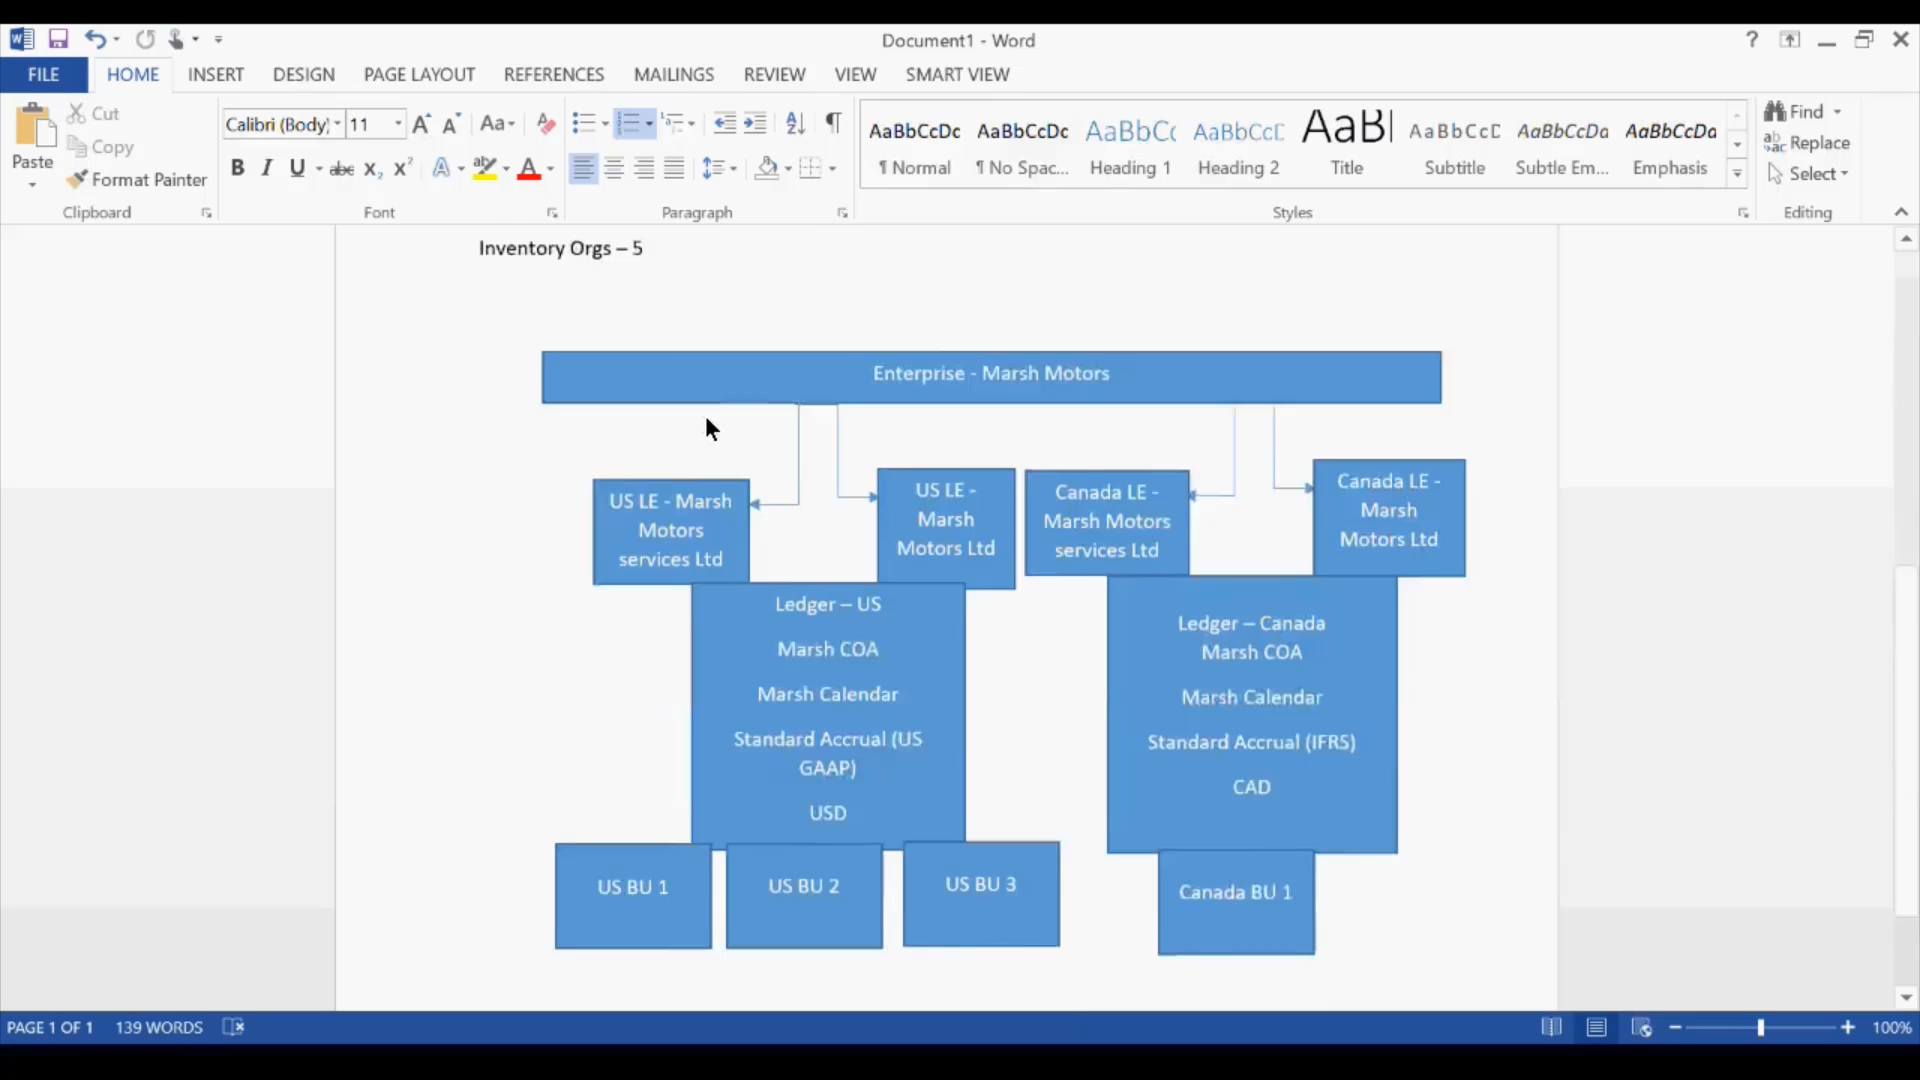 Document1 - Word
?
FILE HOME INSERT DESIGN PAGE LAYOUT REFERENCES MAILINGS REVIEW VIEW SMART VIEW
Paste
Cut
Copy
Format Painter
Clipboard
Calibri (Body) 11
Font
Paragraph
AaBbCcDc AaBbCcDc AaBbCc AaBbCcD AaBl AaBbCcD AaBbCcDa AaBbCcDa
¶ Normal ¶ No Spac... Heading 1 Heading 2 Title Subtitle Subtle Em... Emphasis
Styles
Find
Replace
Select
Editing
Inventory Orgs – 5
Enterprise - Marsh Motors
US LE - Marsh
Motors
services Ltd
US LE -
Marsh
Motors Ltd
Canada LE -
Marsh Motors
services Ltd
Canada LE -
Marsh
Motors Ltd
Ledger – US
Marsh COA
Marsh Calendar
Standard Accrual (US
GAAP)
USD
Ledger – Canada
Marsh COA
Marsh Calendar
Standard Accrual (IFRS)
CAD
US BU 1
US BU 2
US BU 3
Canada BU 1
PAGE 1 OF 1 139 WORDS
100%